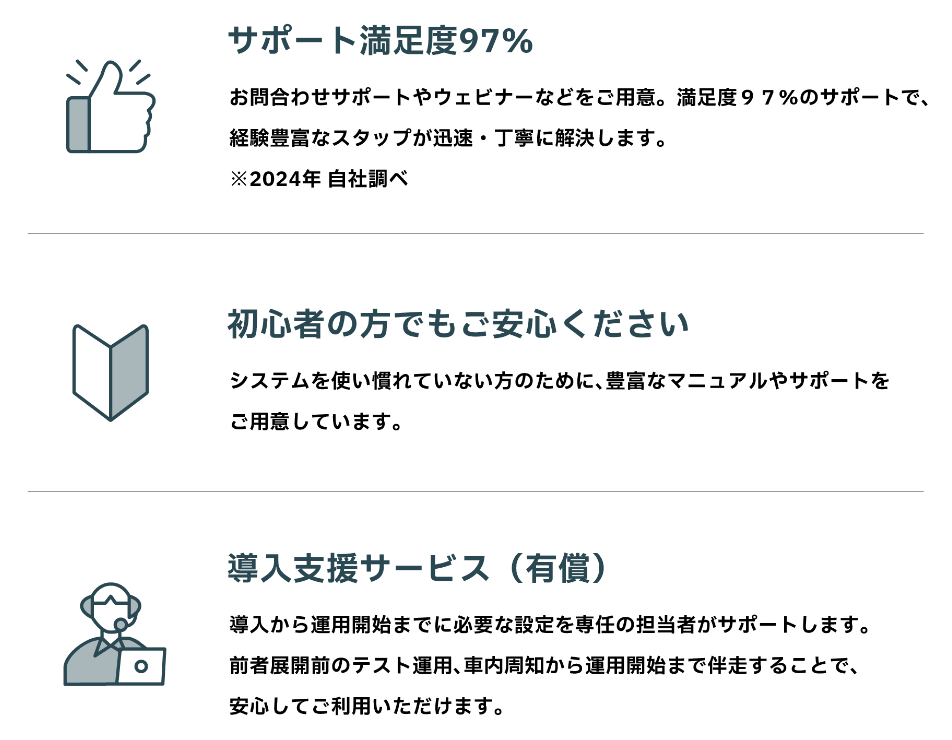 サポート満足度97%
お問合わせサポートやウェビナーなどをご用意。満足度９７%のサポートで、
経験豊富なスタッフが迅速・丁寧に解決します。
※2024年 自社調べ
初心者の方でもご安心ください
システムを使い慣れていない方のために、豊富なマニュアルやサポートを
ご用意しています。
導入支援サービス（有償）
導入から運用開始までに必要な設定を専任の担当者がサポートします。
前者展開前のテスト運用、車内周知から運用開始まで伴走することで、
安心してご利用いただけます。